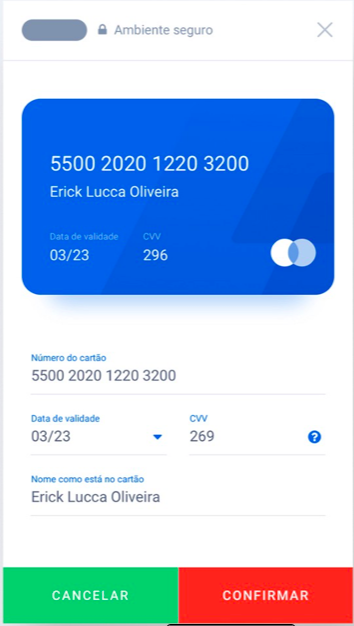 Ambiente seguro
5500 2020 1220 3200
Erick Lucca Oliveira
Data de validade CVV
03/23 296
Número do cartão
5500 2020 1220 3200
Data de validade CVV
03/23 269
Nome como está no cartão
Erick Lucca Oliveira
CANCELAR CONFIRMAR